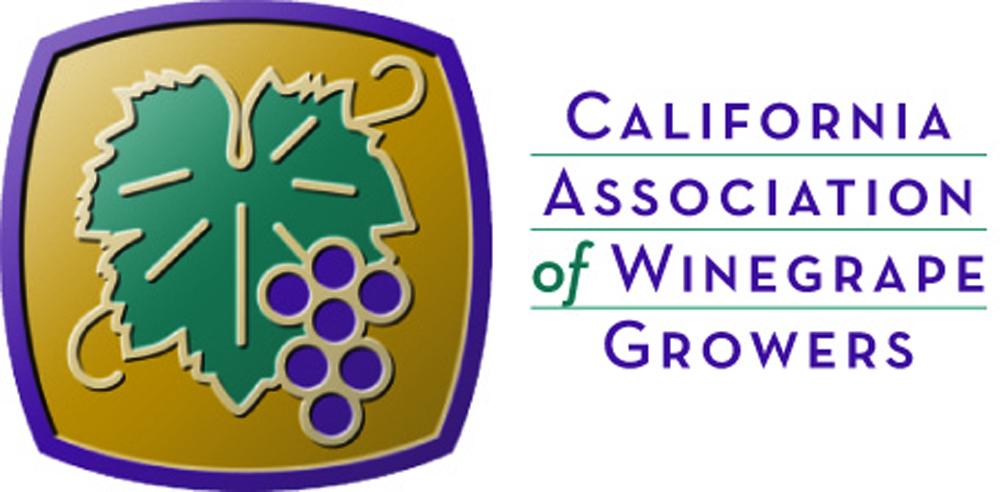 CALIFORNIA
ASSOCIATION
of WINEGRAPE
GROWERS